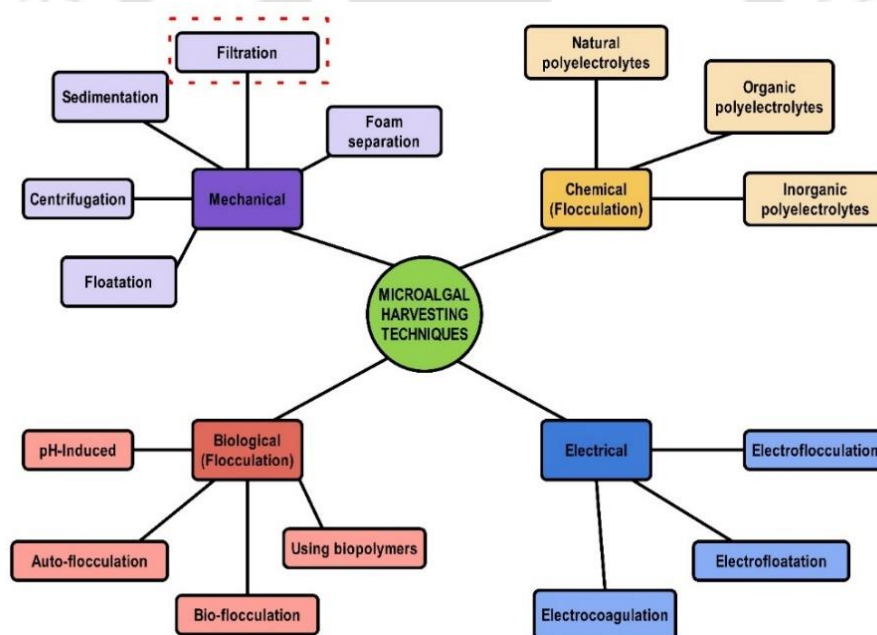 Filtration
Natural
polyelectrolytes
Sedimentation
Organic
polyelectrolytes
Foam
separation
Centrifugation
Mechanical
Chemical
(Flocculation)
Inorganic
polyelectrolytes
Floatation
MICROALGAL
HARVESTING
TECHNIQUES
pH-Induced
Biological
(Flocculation)
Electrical
Electroflocculation
Auto-flocculation
Using biopolymers
Electrofloatation
Bio-flocculation
Electrocoagulation